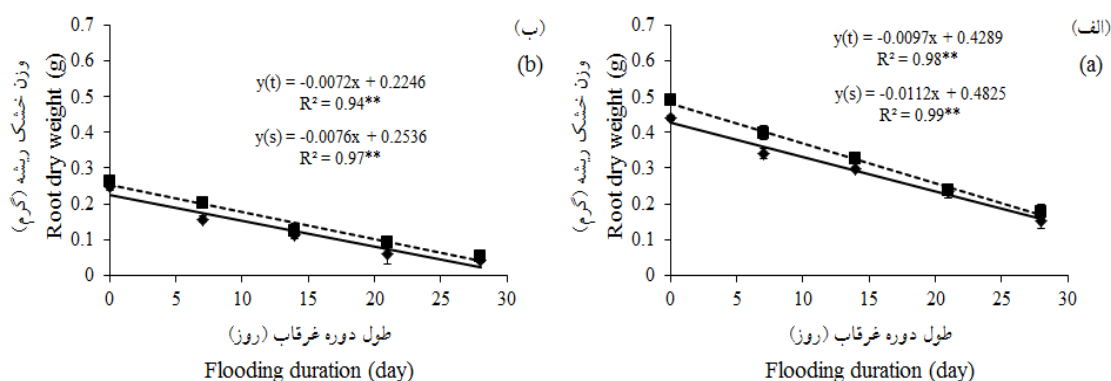 (ب)
(b)
y(t) = -0.0072x + 0.2246
R² = 0.94**
y(s) = -0.0076x + 0.2536
R² = 0.97**
وزن خشک ریشه (گرم)
Root dry weight (g)
0.7
0.6
0.5
0.4
0.3
0.2
0.1
0
0 5 10 15 20 25 30
طول دوره غرقاب (روز)
Flooding duration (day)
(الف)
(a)
y(t) = -0.0097x + 0.4289
R² = 0.98**
y(s) = -0.0112x + 0.4825
R² = 0.99**
وزن خشک ریشه (گرم)
Root dry weight (g)
0.7
0.6
0.5
0.4
0.3
0.2
0.1
0
0 5 10 15 20 25 30
طول دوره غرقاب (روز)
Flooding duration (day)